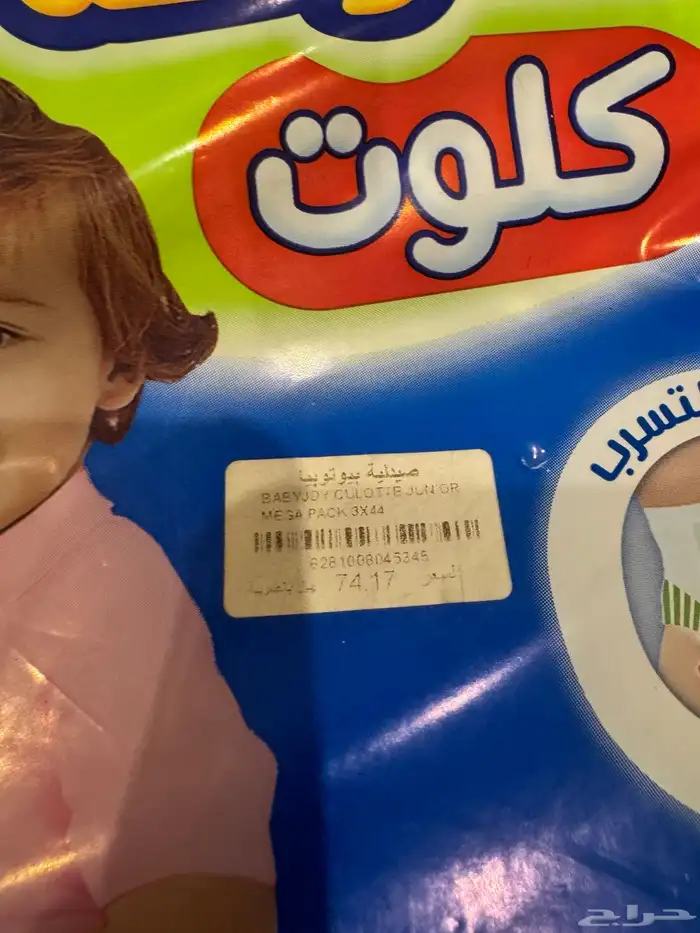 كلوت
تسرب
صيدلية بيوتوبيا
BABYJOY CULOTTE JUNIOR
MEGA PACK 3X44
6281008045345
السعر 74.17
حراج